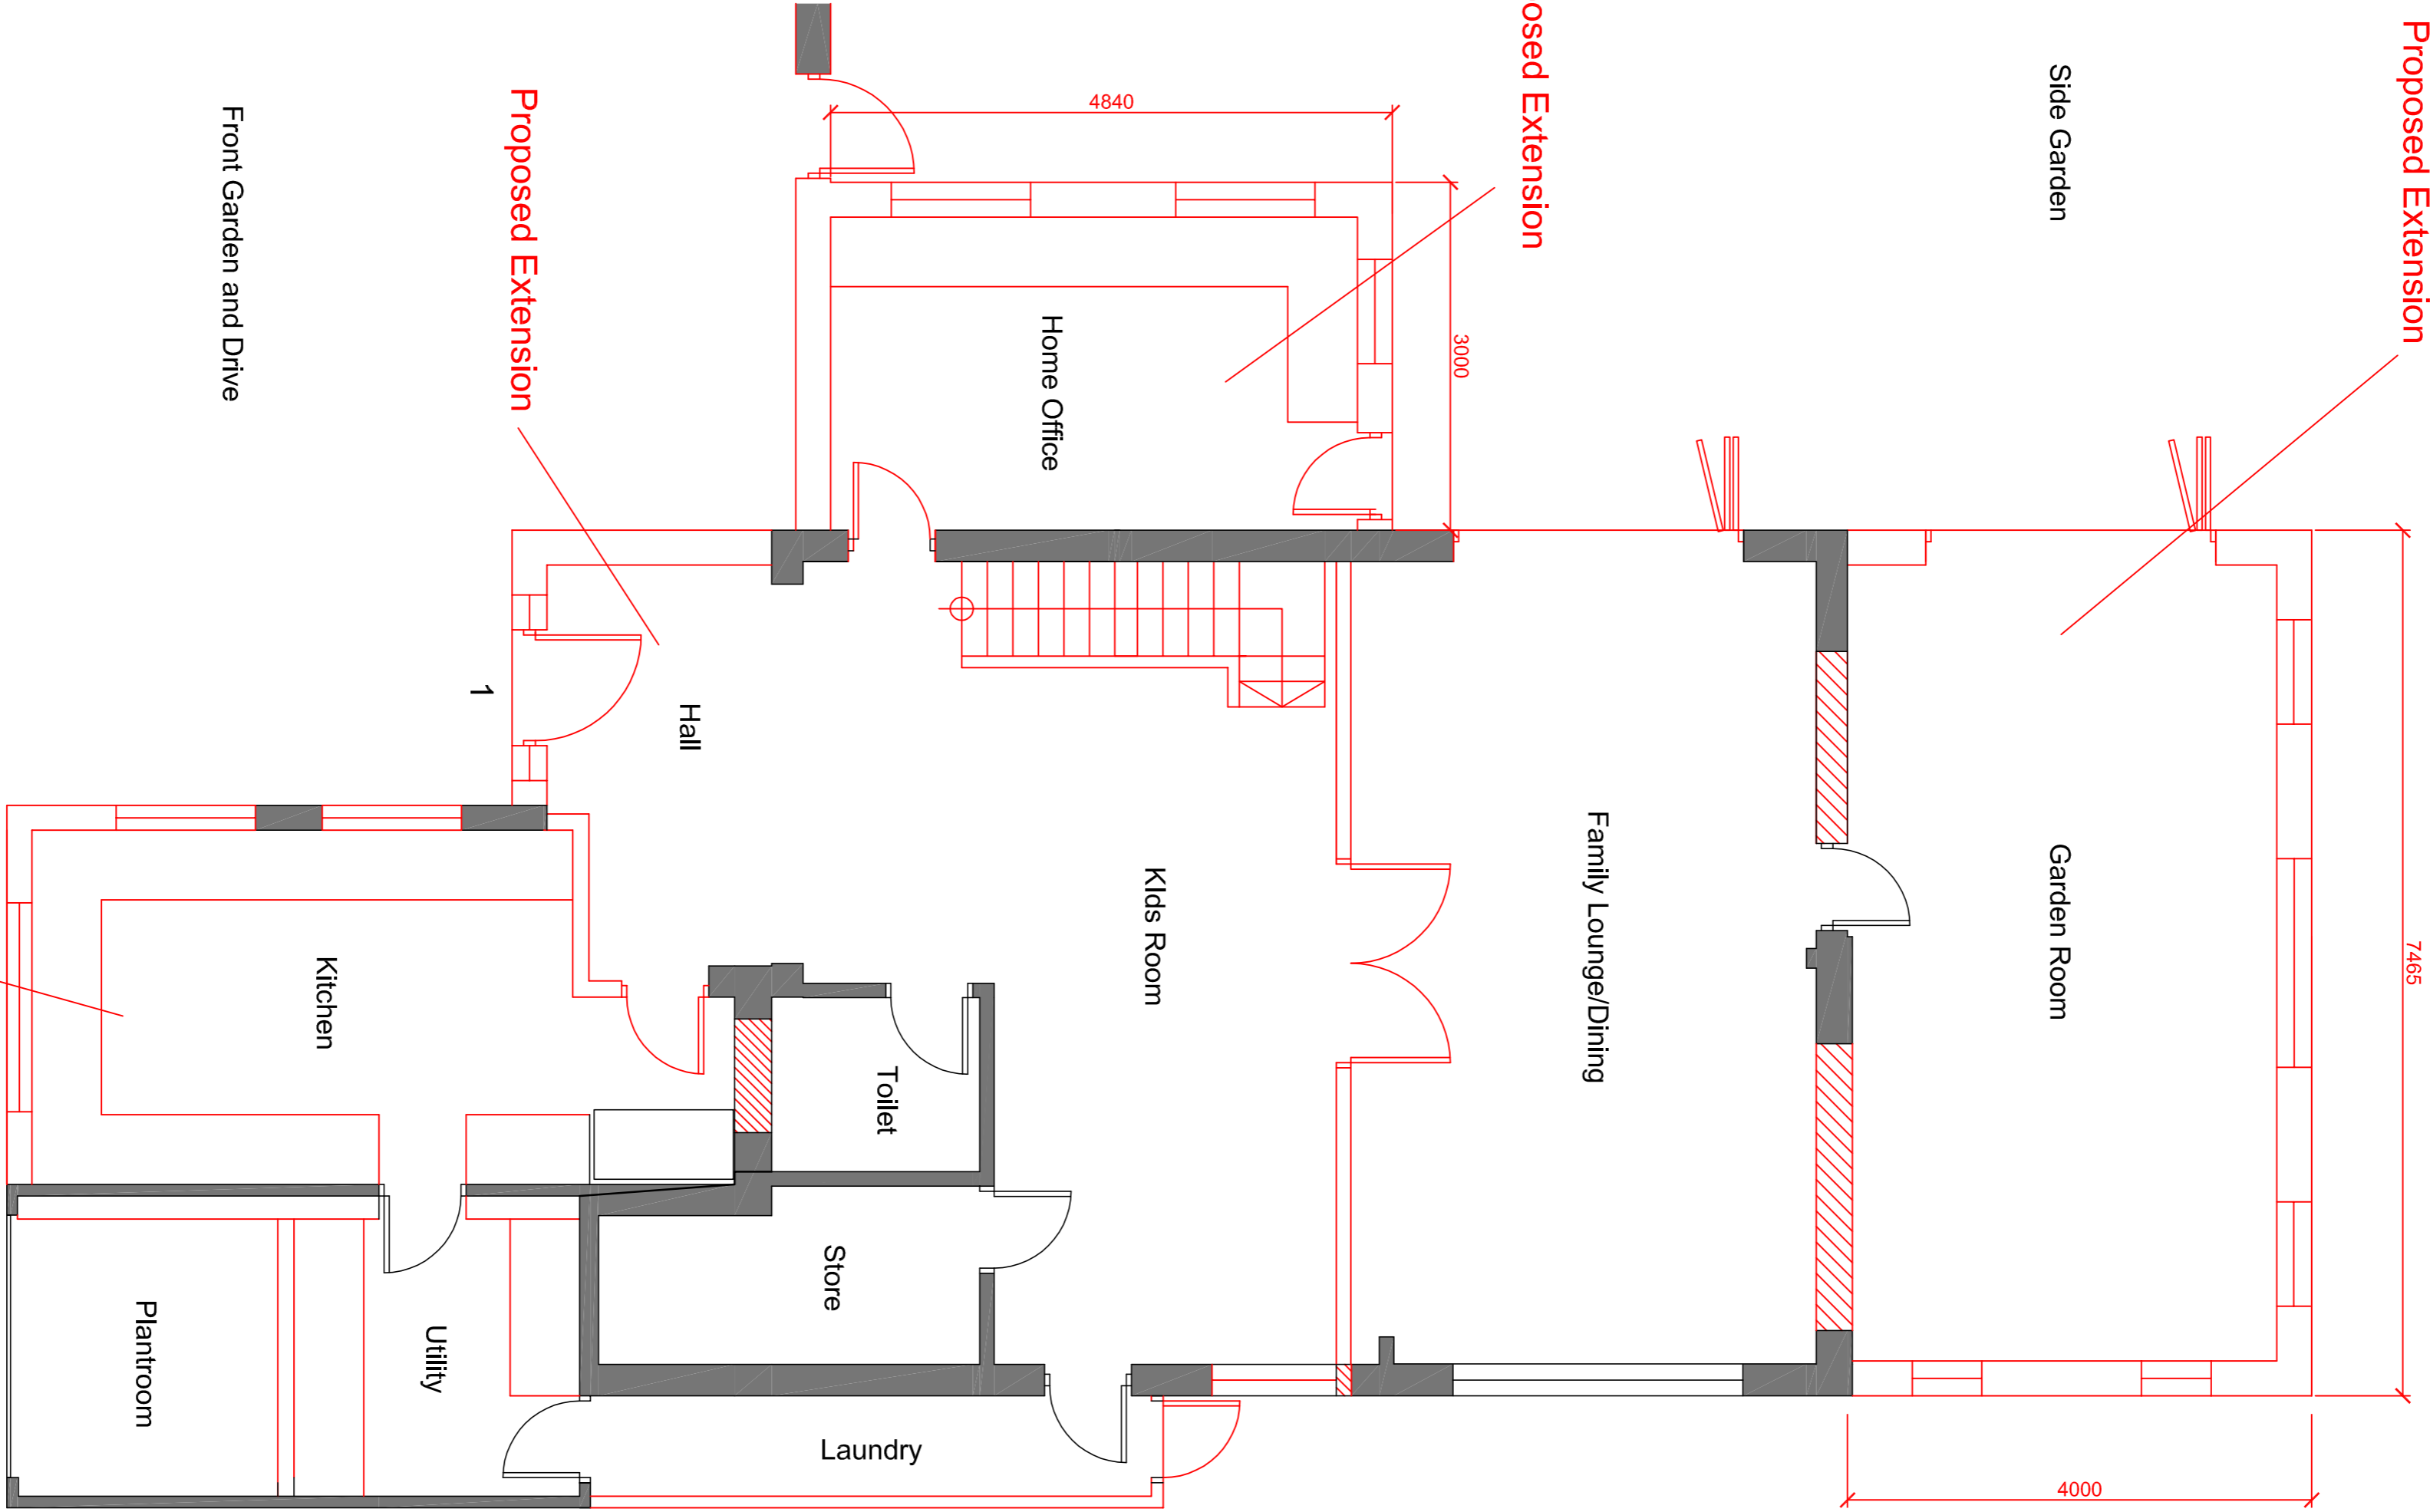 Proposed Extension
Side Garden
osed Extension
4840
3000
Proposed Extension
Front Garden and Drive
Home Office
1
Hall
KIds Room
Family Lounge/Dining
Garden Room
7465
Kitchen
Toilet
Store
Utility
Plantroom
Laundry
4000